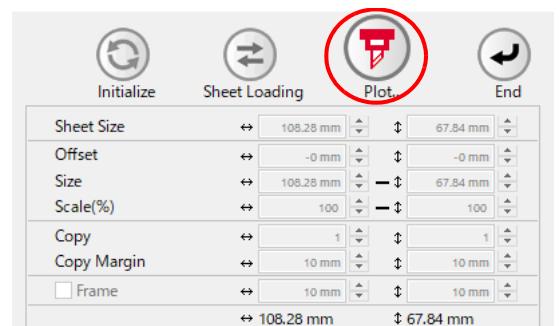 Initialize Sheet Loading Plot... End
Sheet Size ↔ 108.28 mm ↕ 67.84 mm
Offset ↔ -0 mm ↕ -0 mm
Size ↔ 108.28 mm ↕ 67.84 mm
Scale(%) ↔ 100 ↕ 100
Copy ↔ 1 ↕ 1
Copy Margin ↔ 10 mm ↕ 10 mm
Frame ↔ 10 mm ↕ 10 mm
↔ 108.28 mm ↕ 67.84 mm